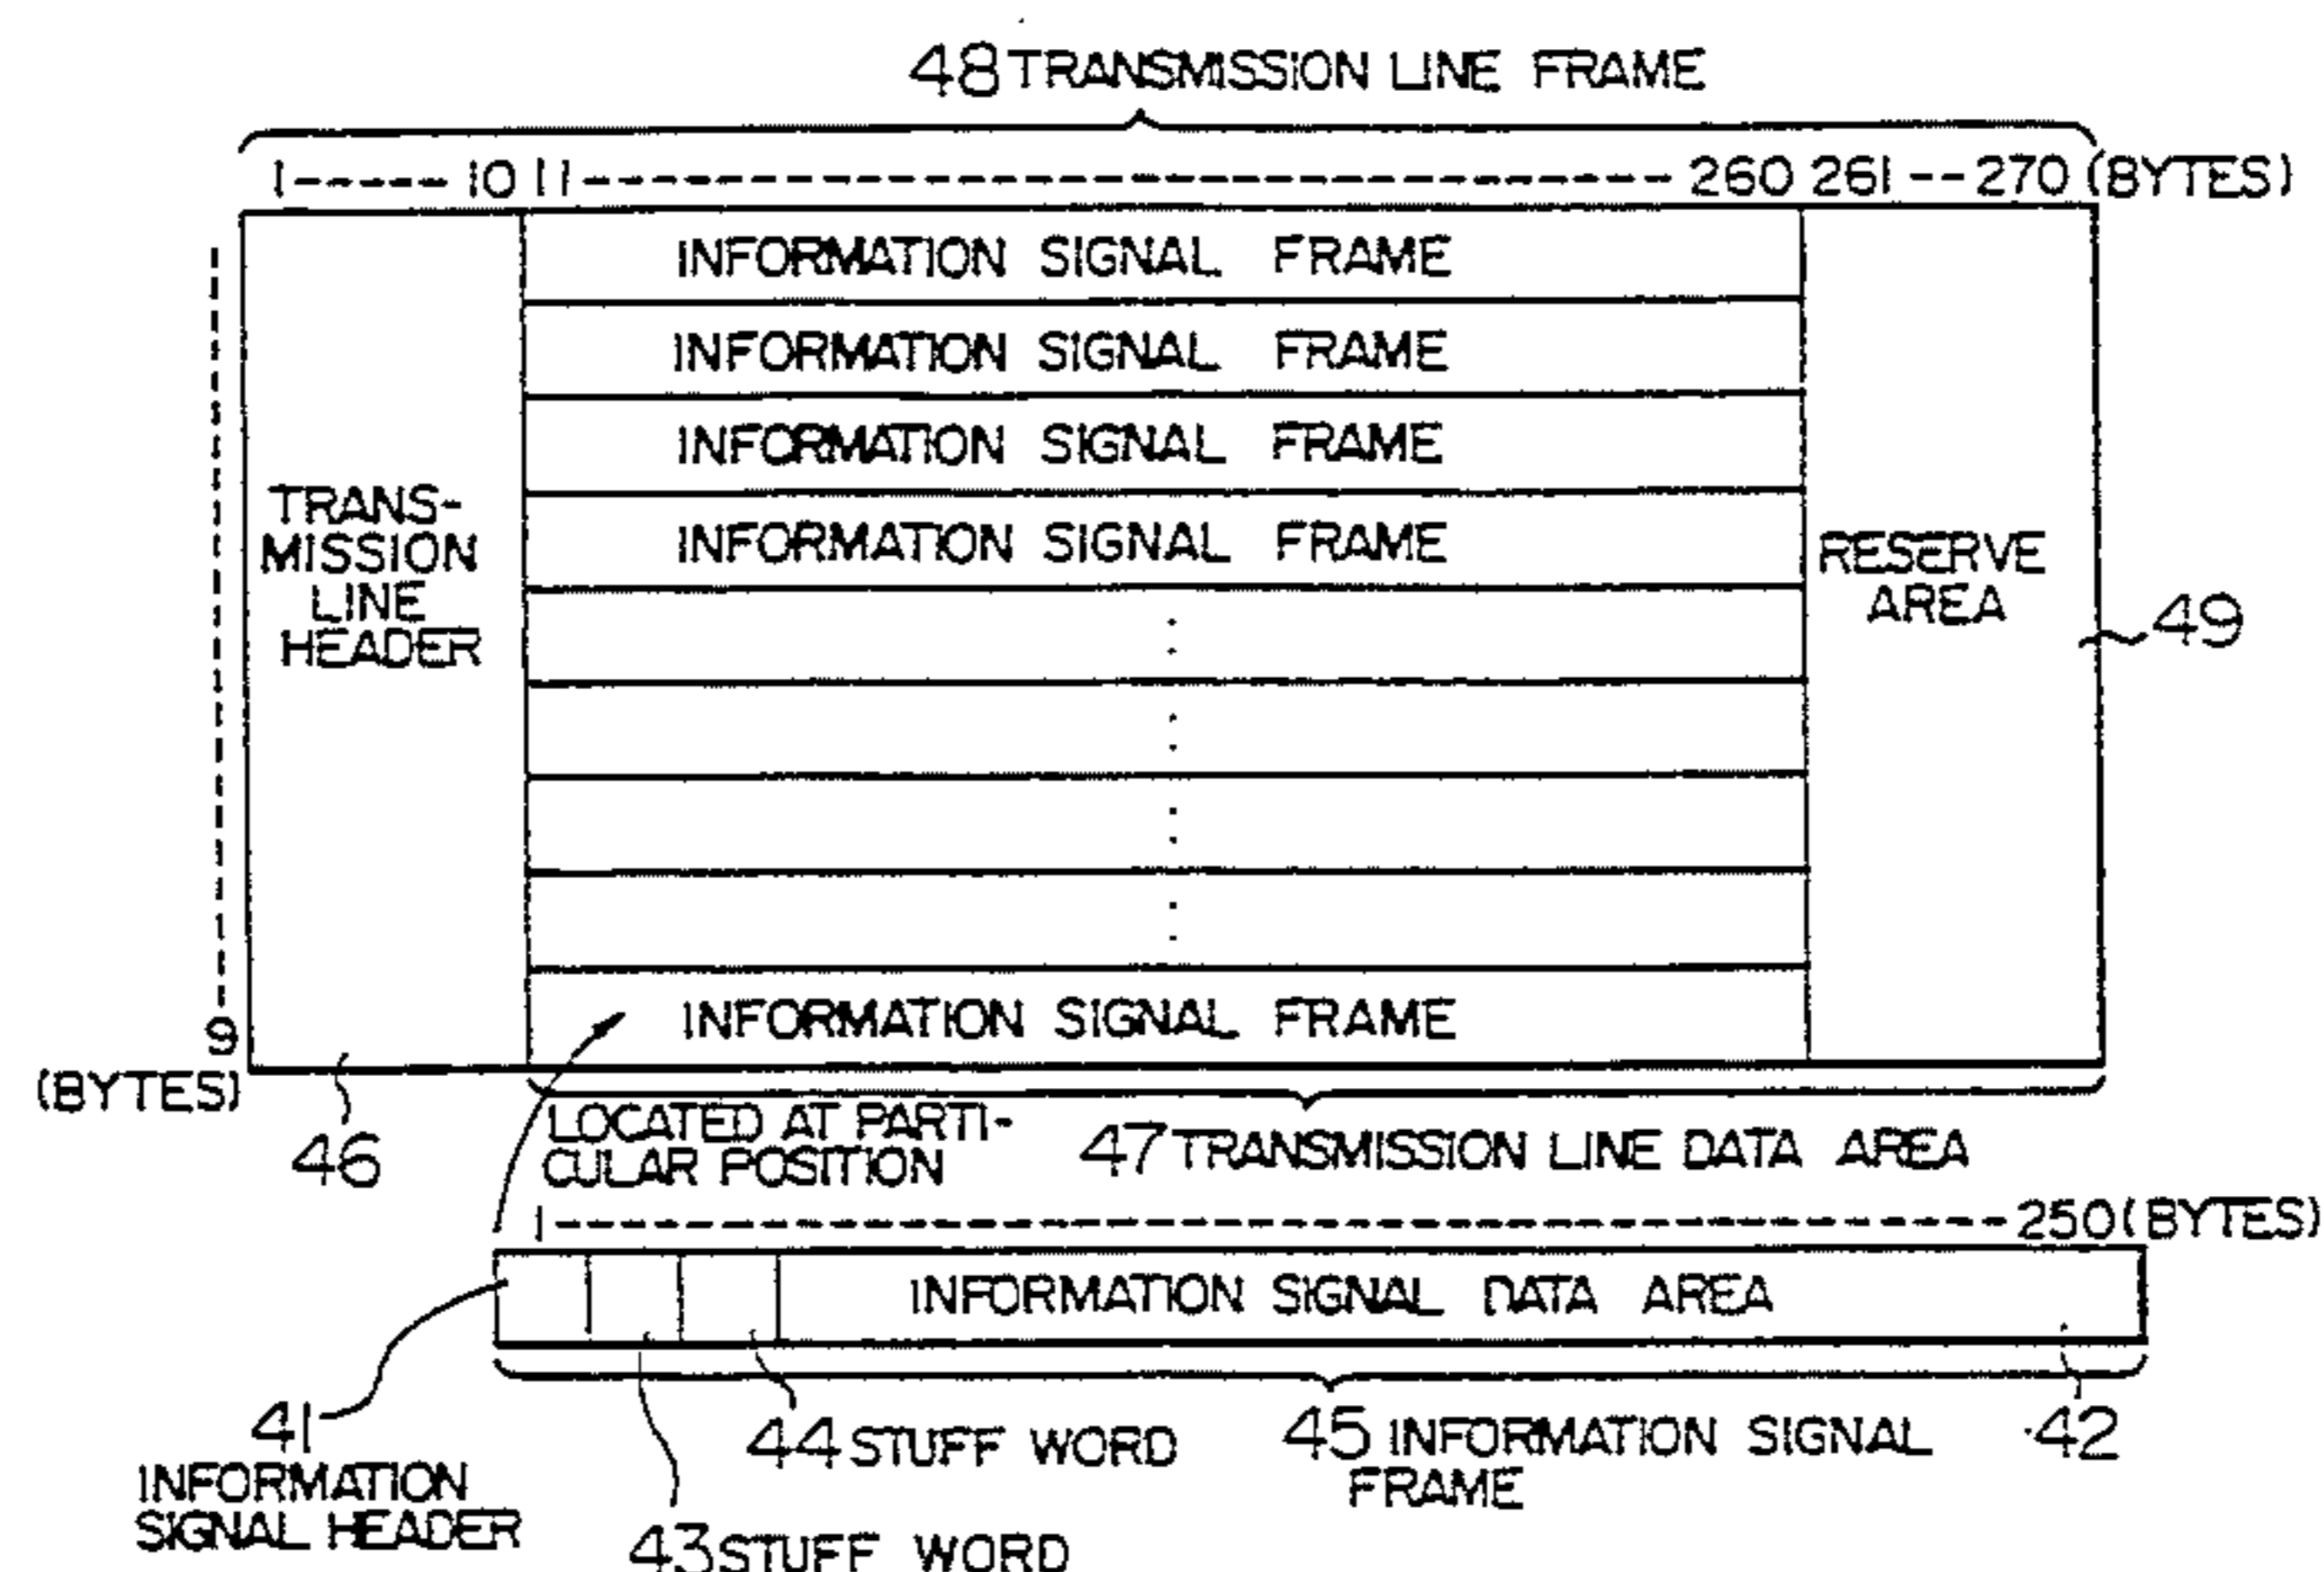 48 TRANSMISSION LINE FRAME
1------ 10 11------------------------------------ 260 261 -- 270 (BYTES)
INFORMATION SIGNAL FRAME
INFORMATION SIGNAL FRAME
INFORMATION SIGNAL FRAME
INFORMATION SIGNAL FRAME
TRANS-
MISSION
LINE
HEADER
RESERVE
AREA
49
INFORMATION SIGNAL FRAME
9
(BYTES)
46
LOCATED AT PARTI-
CULAR POSITION
47 TRANSMISSION LINE DATA AREA
1------------------------------------ 250 (BYTES)
INFORMATION SIGNAL DATA AREA
41
INFORMATION
SIGNAL HEADER
43 STUFF WORD
44 STUFF WORD
45 INFORMATION SIGNAL
FRAME
42